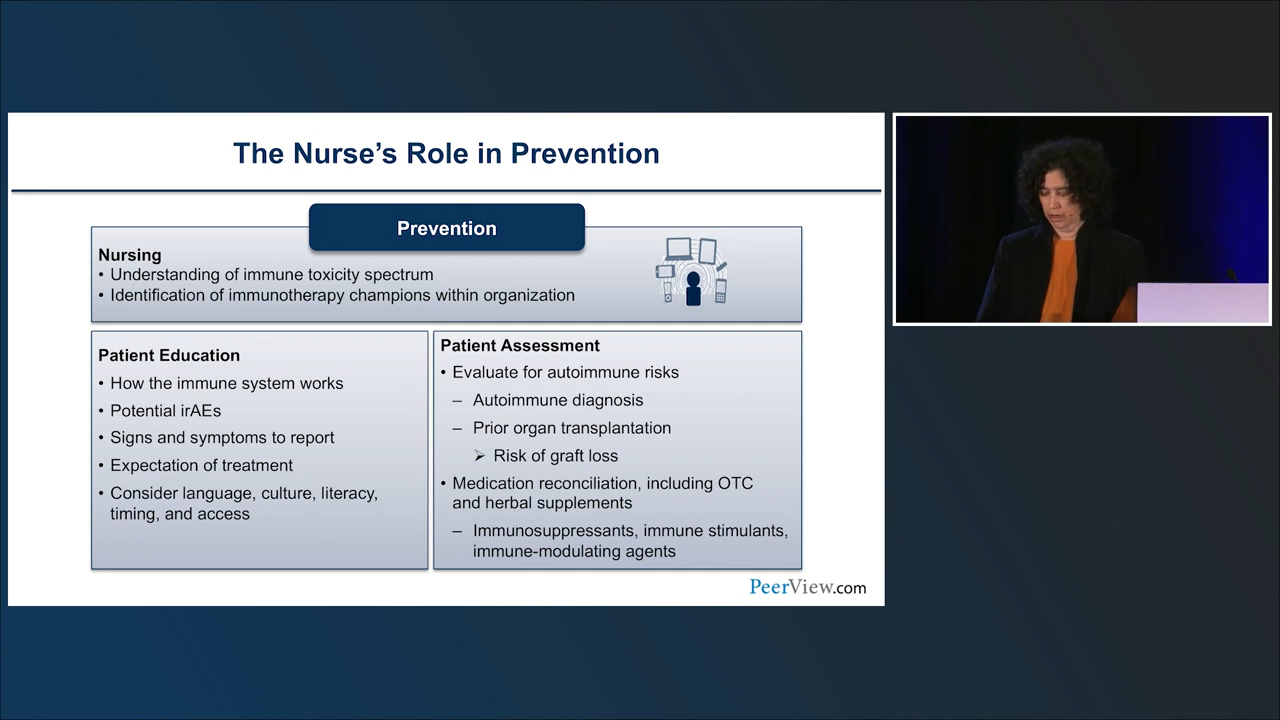 The Nurse’s Role in Prevention
Prevention
Nursing
• Understanding of immune toxicity spectrum
• Identification of immunotherapy champions within organization
Patient Education
• How the immune system works
• Potential irAEs
• Signs and symptoms to report
• Expectation of treatment
• Consider language, culture, literacy,
timing, and access
Patient Assessment
• Evaluate for autoimmune risks
– Autoimmune diagnosis
– Prior organ transplantation
➢ Risk of graft loss
• Medication reconciliation, including OTC
and herbal supplements
– Immunosuppressants, immune stimulants,
immune-modulating agents
PeerView.com